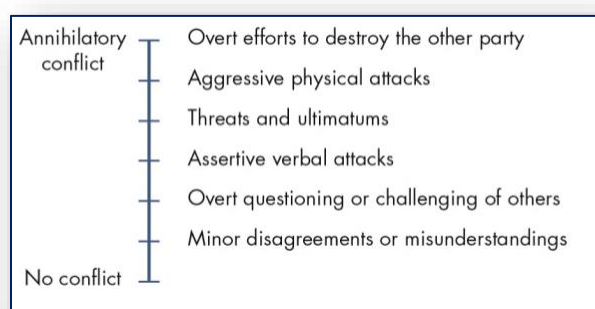 Annihilatory
conflict
Overt efforts to destroy the other party
Aggressive physical attacks
Threats and ultimatums
Assertive verbal attacks
Overt questioning or challenging of others
Minor disagreements or misunderstandings
No conflict